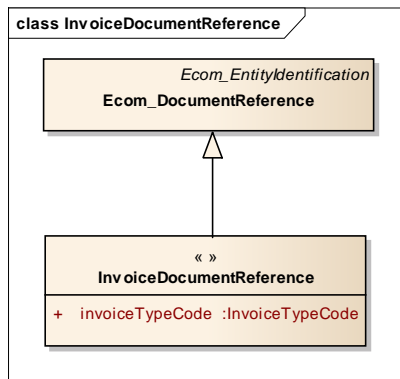 class InvoiceDocumentReference
Ecom_EntityIdentification
Ecom_DocumentReference
« »
InvoiceDocumentReference
+ invoiceTypeCode :InvoiceTypeCode